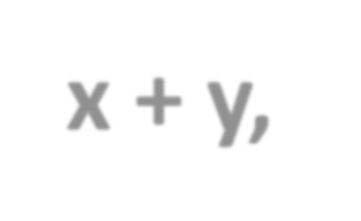 x + y,